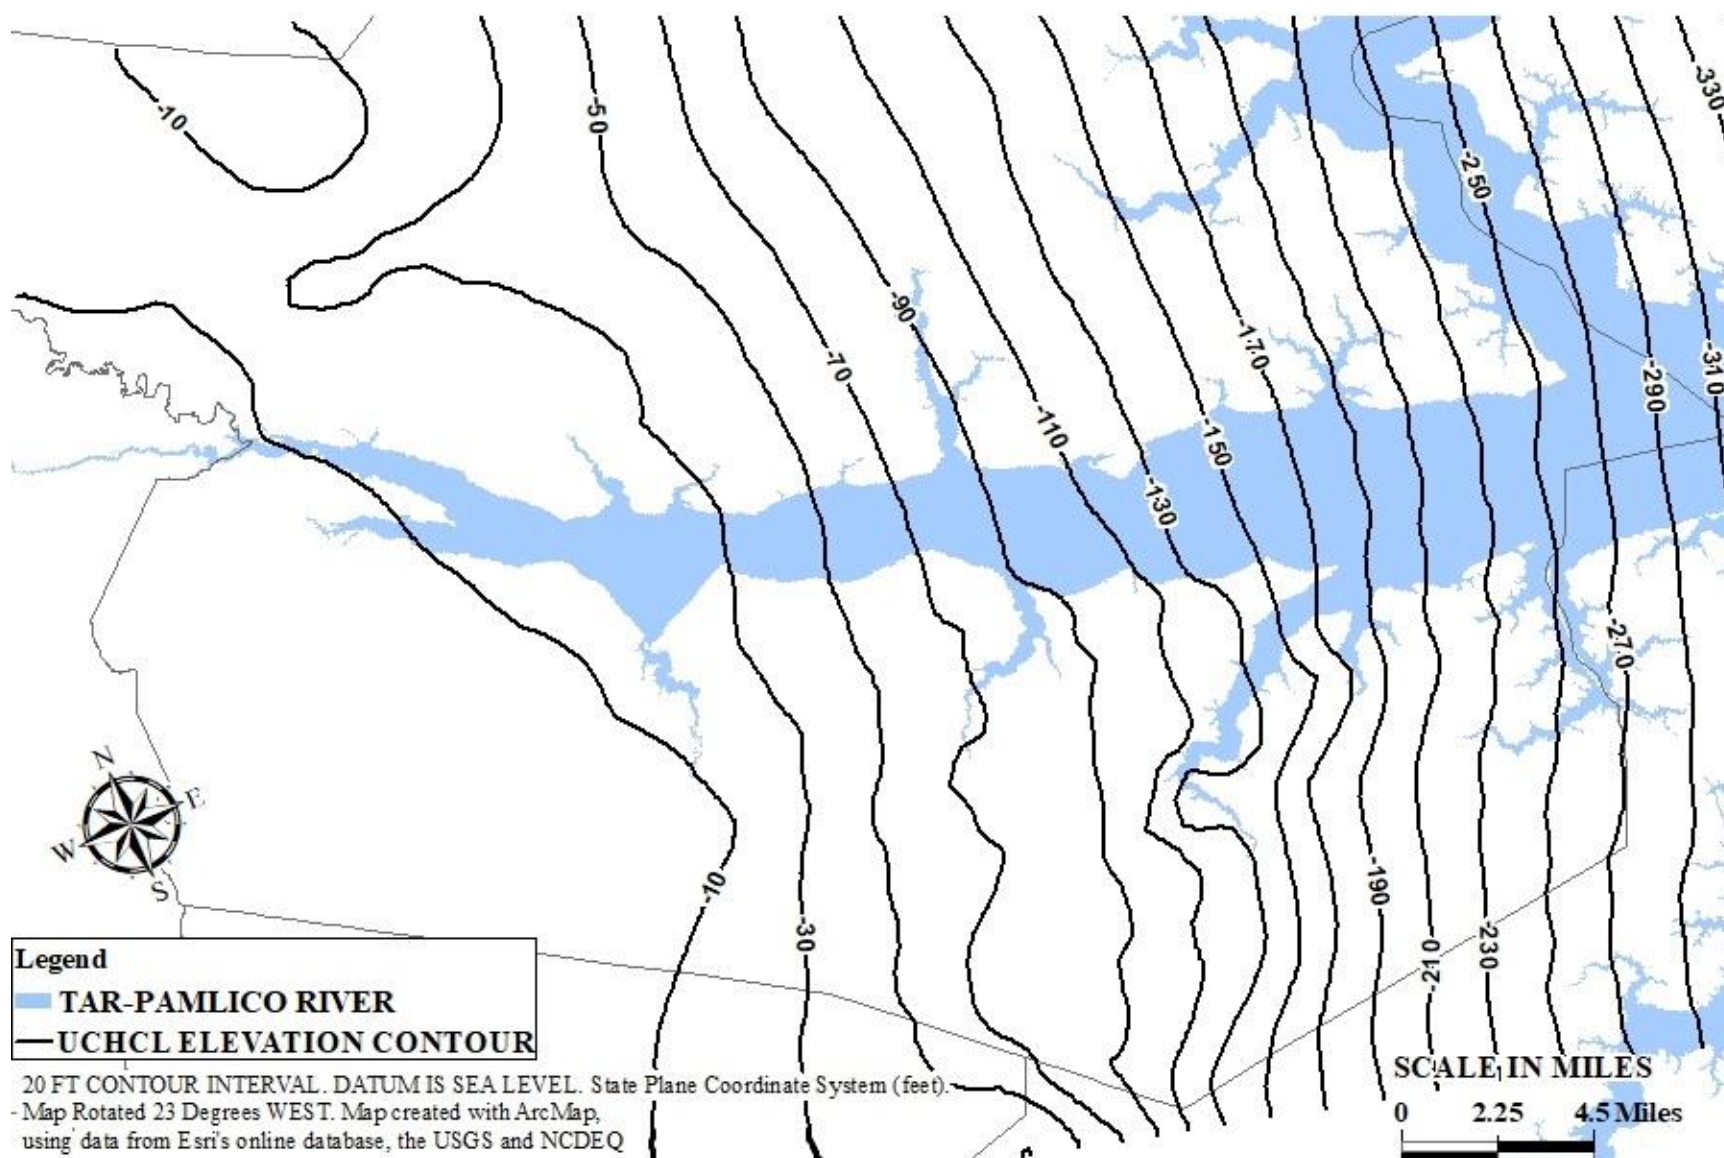 -330
-10
-50
-250
-90
-170
-310
-70
-290
-110
-150
-130
-270
N
E
W
S
-10
-190
-30
-210
-230
Legend
TAR-PAMLICO RIVER
UCHCL ELEVATION CONTOUR
20 FT CONTOUR INTERVAL. DATUM IS SEA LEVEL. State Plane Coordinate System (feet).
Map Rotated 23 Degrees WEST. Map created with ArcMap,
using data from Esri's online database, the USGS and NCDEQ
SCALE IN MILES
0 2.25 4.5 Miles